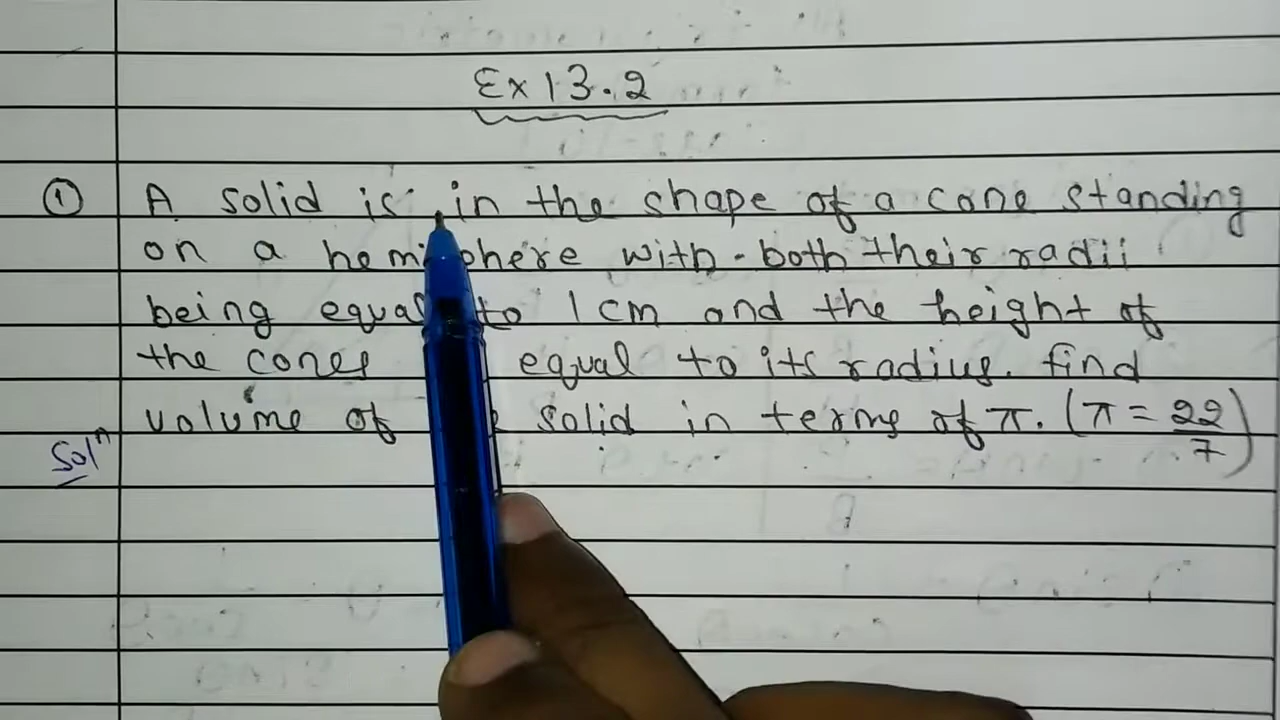 Ex 13.2
① A solid is in the shape of a cone standing
on a hemisphere with both their radii
being equal to 1 cm and the height of
the cones equal to its radius. find
volume of solid in terms of π. (π = 22/7)
Solⁿ